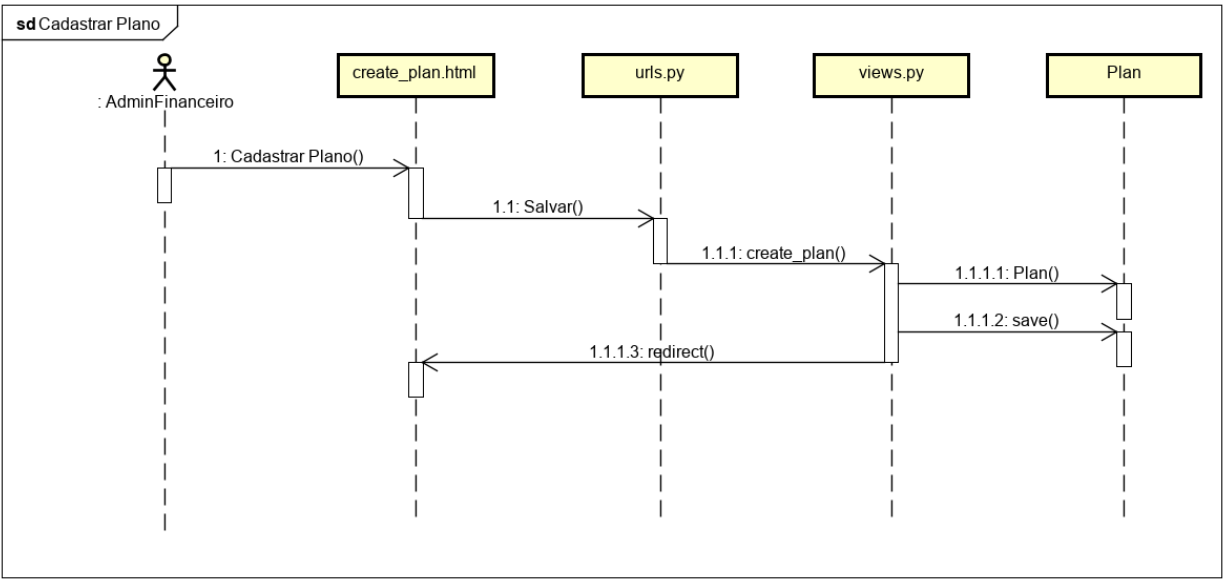 sd Cadastrar Plano
create_plan.html
urls.py
views.py
Plan
: AdminFinanceiro
1: Cadastrar Plano()
1.1: Salvar()
1.1.1: create_plan()
1.1.1.1: Plan()
1.1.1.2: save()
1.1.1.3: redirect()